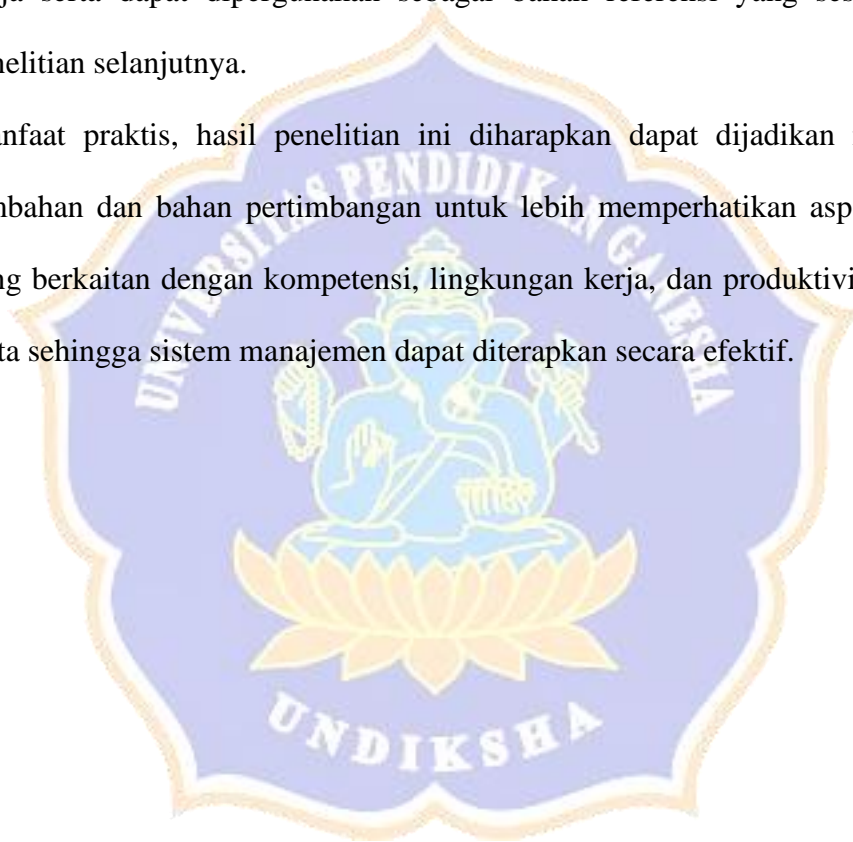 ja serta dapat dipergunakan sebagai bahan referensi yang ses
nelitian selanjutnya.
anfaat praktis, hasil penelitian ini diharapkan dapat dijadikan
mbahan dan bahan pertimbangan untuk lebih memperhatikan asp
ng berkaitan dengan kompetensi, lingkungan kerja, dan produktivi
ta sehingga sistem manajemen dapat diterapkan secara efektif.
UNIVERSITAS PENDIDIKAN GANESHA
UNDIKSHA